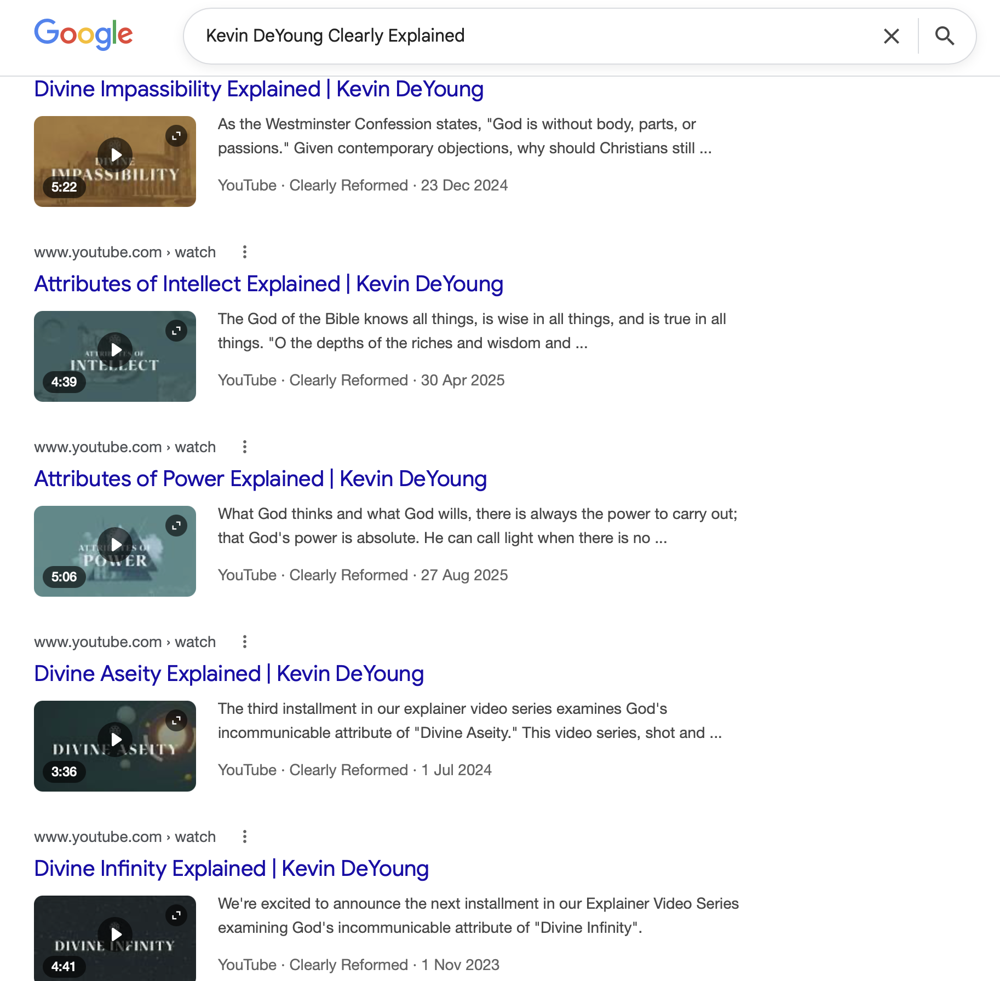 Google
Kevin DeYoung Clearly Explained
Divine Impassibility Explained | Kevin DeYoung
DIVINE
IMPASSIBILITY
5:22
As the Westminster Confession states, "God is without body, parts, or
passions." Given contemporary objections, why should Christians still ...
YouTube · Clearly Reformed · 23 Dec 2024
www.youtube.com › watch
Attributes of Intellect Explained | Kevin DeYoung
ATTRIBUTES OF
INTELLECT
4:39
The God of the Bible knows all things, is wise in all things, and is true in all
things. "O the depths of the riches and wisdom and ...
YouTube · Clearly Reformed · 30 Apr 2025
www.youtube.com › watch
Attributes of Power Explained | Kevin DeYoung
ATTRIBUTES OF
POWER
5:06
What God thinks and what God wills, there is always the power to carry out;
that God's power is absolute. He can call light when there is no ...
YouTube · Clearly Reformed · 27 Aug 2025
www.youtube.com › watch
Divine Aseity Explained | Kevin DeYoung
DIVINE ASEITY
3:36
The third installment in our explainer video series examines God's
incommunicable attribute of "Divine Aseity." This video series, shot and ...
YouTube · Clearly Reformed · 1 Jul 2024
www.youtube.com › watch
Divine Infinity Explained | Kevin DeYoung
DIVINE INFINITY
4:41
We're excited to announce the next installment in our Explainer Video Series
examining God's incommunicable attribute of "Divine Infinity".
YouTube · Clearly Reformed · 1 Nov 2023